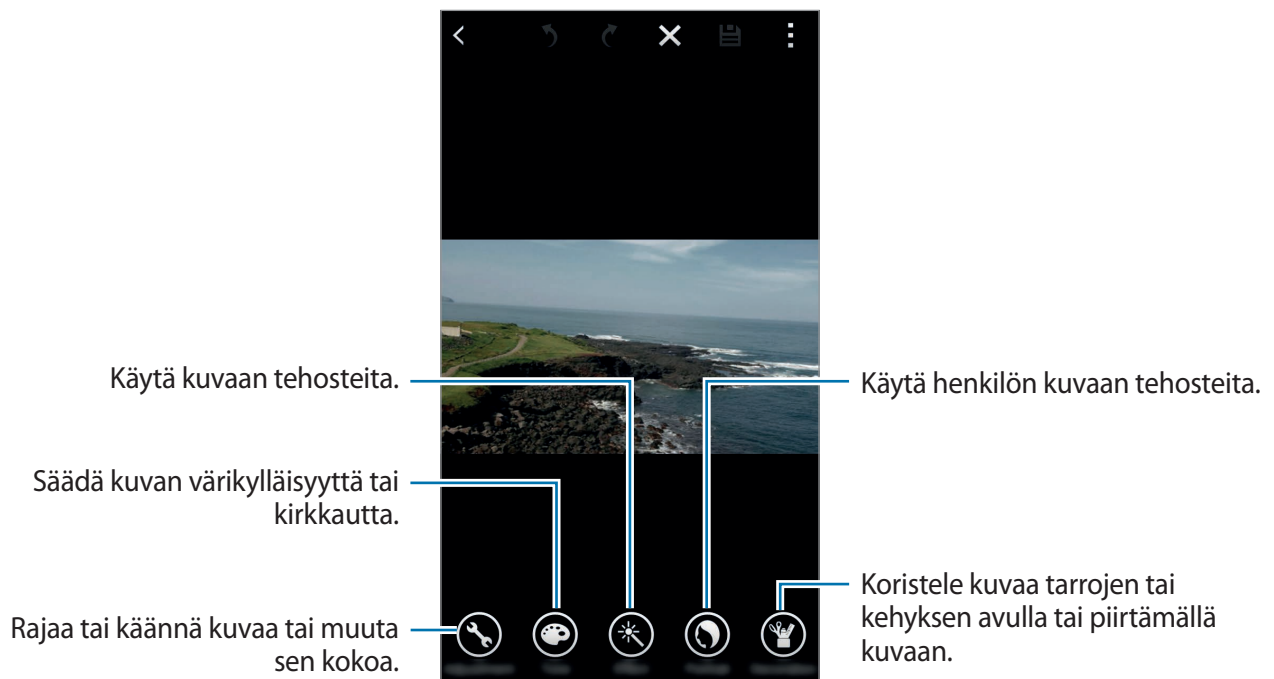 Käytä kuvaan tehosteita.
Säädä kuvan värikylläisyyttä tai
kirkkautta.
Rajaa tai käännä kuvaa tai muuta
sen kokoa.
Käytä henkilön kuvaan tehosteita.
Koristele kuvaa tarrojen tai
kehyksen avulla tai piirtämällä
kuvaan.